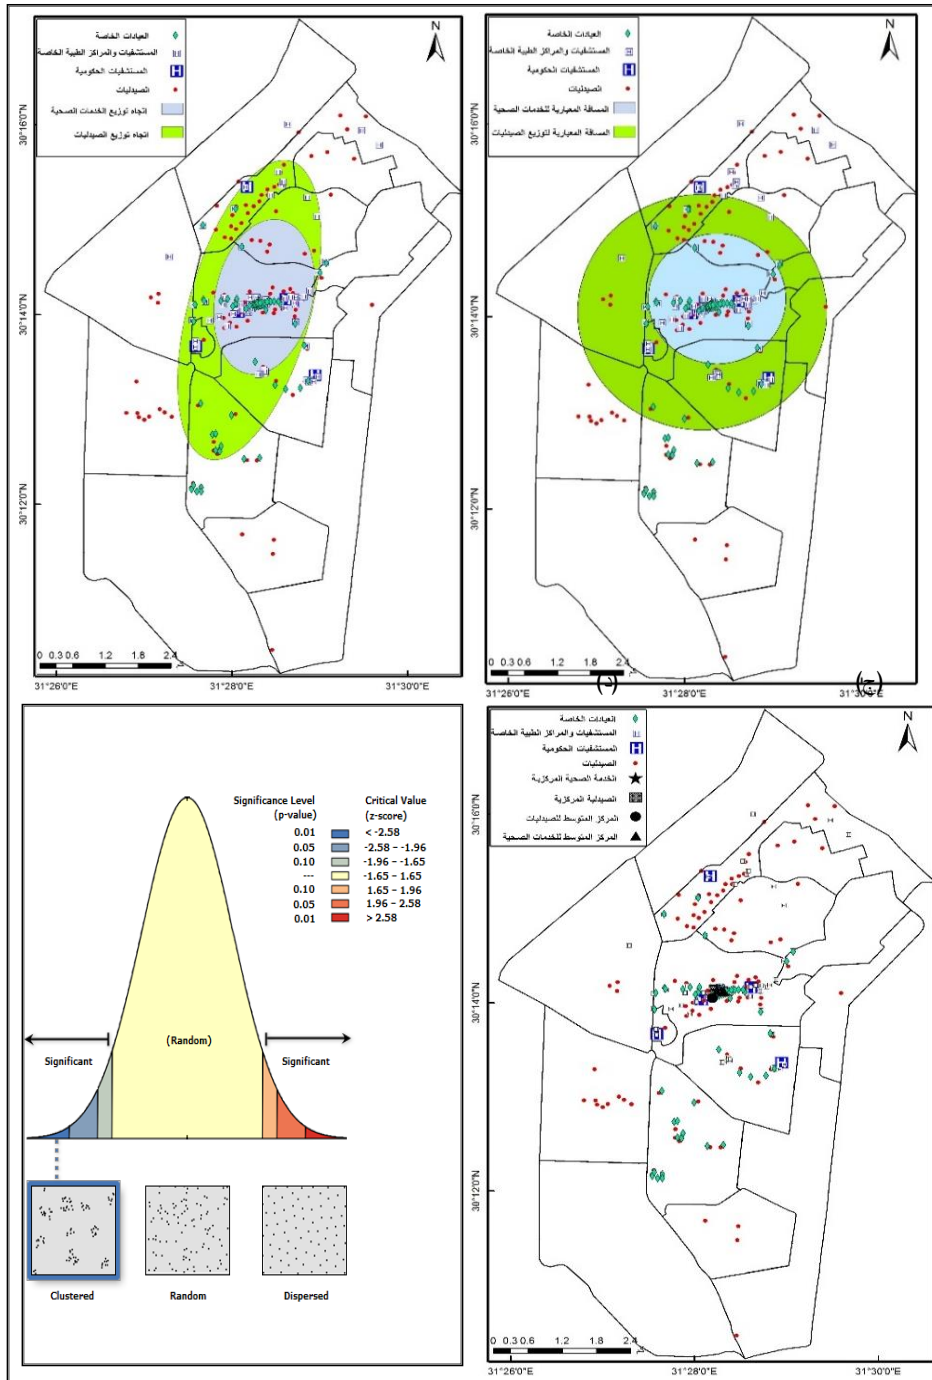 العيادات الخاصة
المستشفيات والمراكز الطبية الخاصة
المستشفيات الحكومية
الصيدليات
اتجاه توزيع الخدمات الصحية
اتجاه توزيع الصيدليات
N
H
30°16'0"N
30°14'0"N
30°12'0"N
0 0.3 0.6 1.2 1.8 2.4
31°26'0"E 31°28'0"E 31°30'0"E
العيادات الخاصة
المستشفيات والمراكز الطبية الخاصة
المستشفيات الحكومية
الصيدليات
المسافة المعيارية للخدمات الصحية
المسافة المعيارية لتوزيع الصيدليات
N
H
30°16'0"N
30°14'0"N
30°12'0"N
0 0.3 0.6 1.2 1.8 2.4
31°26'0"E 31°28'0"E 31°30'0"E
Significance Level (p-value)
Critical Value (z-score)
0.01 < -2.58
0.05 -2.58 – -1.96
0.10 -1.96 – -1.65
--- -1.65 – 1.65
0.10 1.65 – 1.96
0.05 1.96 – 2.58
0.01 > 2.58
(Random)
Significant Significant
Clustered Random Dispersed
العيادات الخاصة
المستشفيات والمراكز الطبية الخاصة
المستشفيات الحكومية
الصيدليات
الخدمة الصحية المركزية
الصيدلية المركزية
المركز المتوسط للصيدليات
المركز المتوسط للخدمات الصحية
N
H
30°16'0"N
30°14'0"N
30°12'0"N
0 0.3 0.6 1.2 1.8 2.4
31°26'0"E 31°28'0"E 31°30'0"E